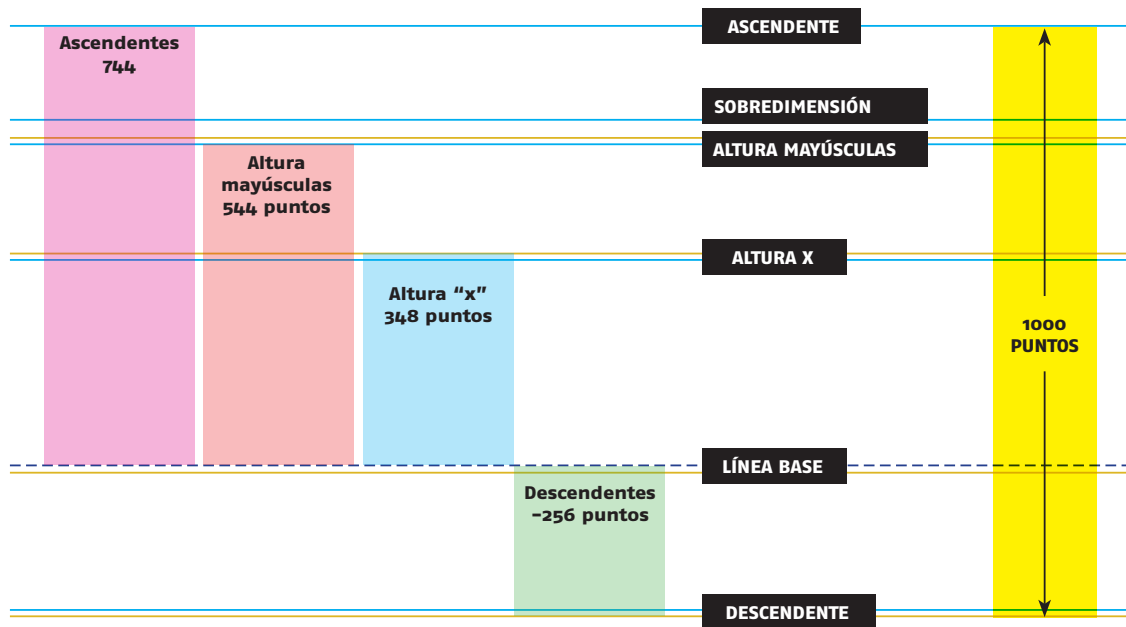 Ascendentes
744
ASCENDENTE
SOBREDIMENSIÓN
ALTURA MAYÚSCULAS
Altura
mayúsculas
544 puntos
ALTURA X
Altura “x”
348 puntos
1000
PUNTOS
LÍNEA BASE
Descendentes
-256 puntos
DESCENDENTE